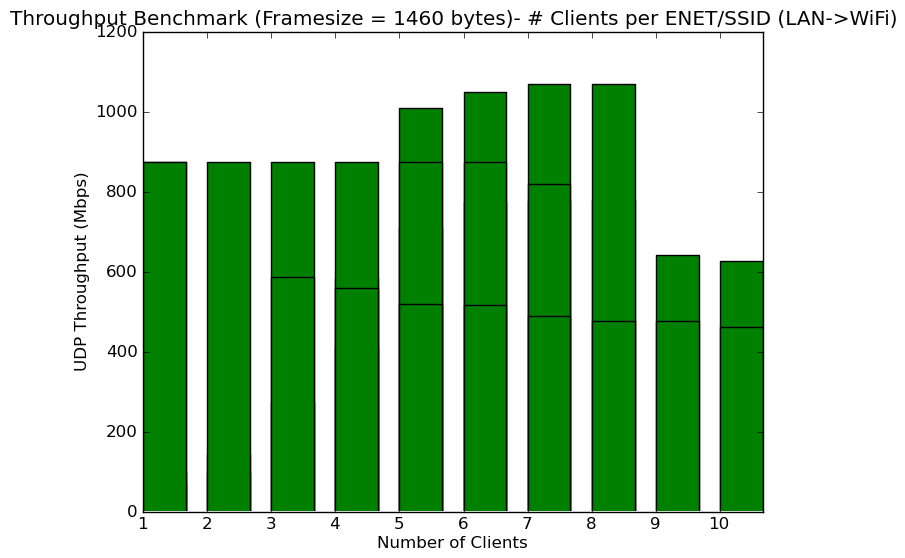 Throughput Benchmark (Framesize = 1460 bytes)- # Clients per ENET/SSID (LAN->WiFi)
1200
1000
800
600
400
200
0
UDP Throughput (Mbps)
1 2 3 4 5 6 7 8 9 10
Number of Clients